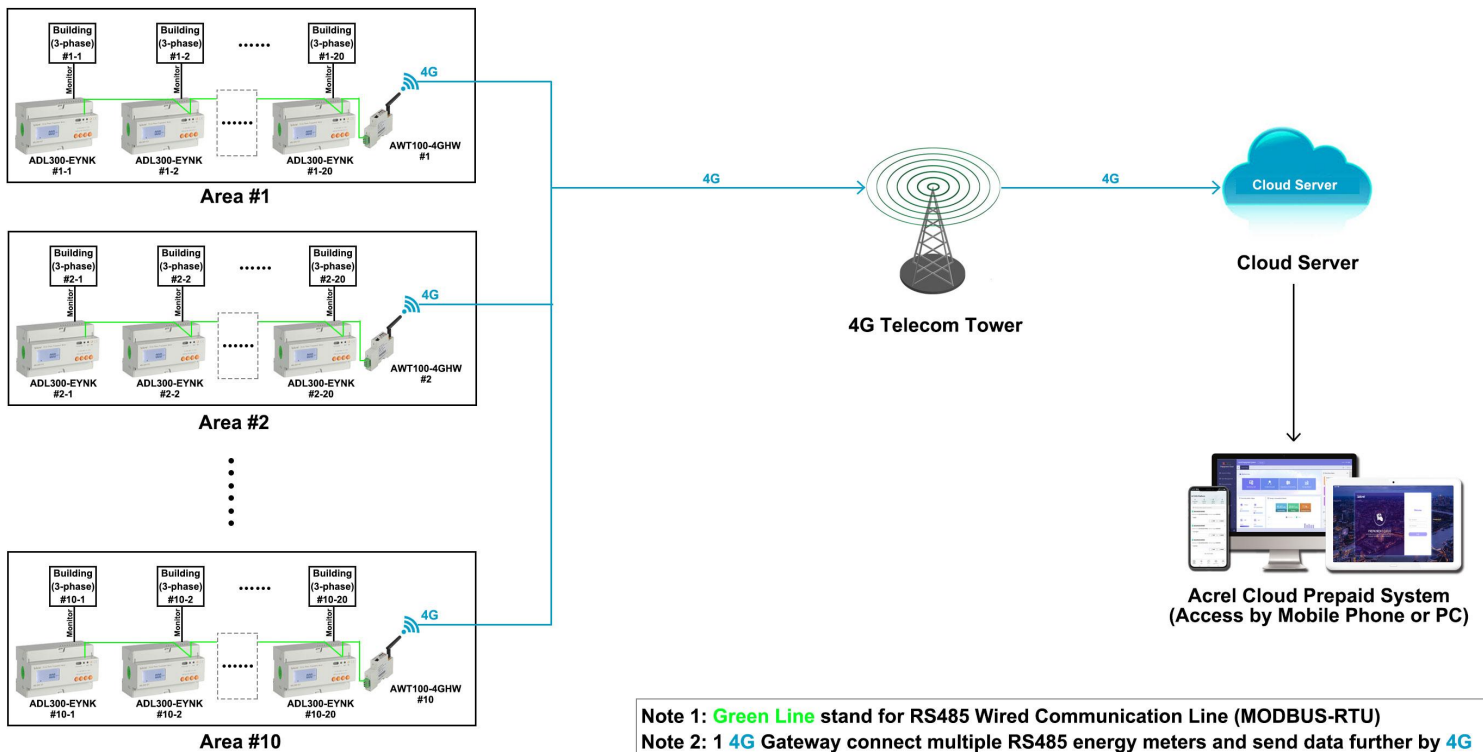 Building
(3-phase)
#1-1
Building
(3-phase)
#1-2
......
Building
(3-phase)
#1-20
Monitor
Monitor
Monitor
4G
......
ADL300-EYNK
#1-1
ADL300-EYNK
#1-2
ADL300-EYNK
#1-20
AWT100-4GHW
#1
Area #1
Building
(3-phase)
#2-1
Building
(3-phase)
#2-2
......
Building
(3-phase)
#2-20
Monitor
Monitor
Monitor
4G
......
ADL300-EYNK
#2-1
ADL300-EYNK
#2-2
ADL300-EYNK
#2-20
AWT100-4GHW
#2
Area #2
Building
(3-phase)
#10-1
Building
(3-phase)
#10-2
......
Building
(3-phase)
#10-20
Monitor
Monitor
Monitor
4G
......
ADL300-EYNK
#10-1
ADL300-EYNK
#10-2
ADL300-EYNK
#10-20
AWT100-4GHW
#10
Area #10
4G
4G Telecom Tower
4G
Cloud Server
Cloud Server
Acrel Cloud Prepaid System
(Access by Mobile Phone or PC)
Note 1: Green Line stand for RS485 Wired Communication Line (MODBUS-RTU)
Note 2: 1 4G Gateway connect multiple RS485 energy meters and send data further by 4G